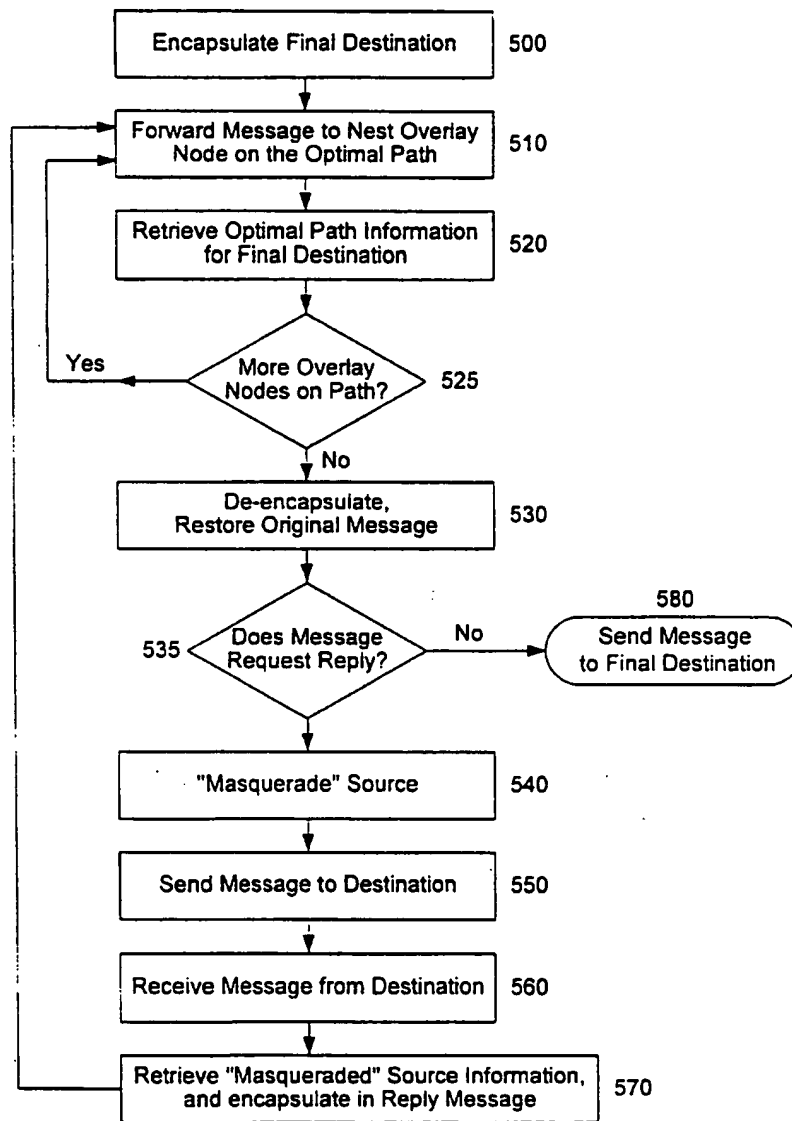 Encapsulate Final Destination
500
Forward Message to Nest Overlay
Node on the Optimal Path
510
Retrieve Optimal Path Information
for Final Destination
520
Yes
More Overlay
Nodes on Path?
525
No
De-encapsulate,
Restore Original Message
530
535
Does Message
Request Reply?
No
580
Send Message
to Final Destination
"Masquerade" Source
540
Send Message to Destination
550
Receive Message from Destination
560
Retrieve "Masqueraded" Source Information,
and encapsulate in Reply Message
570